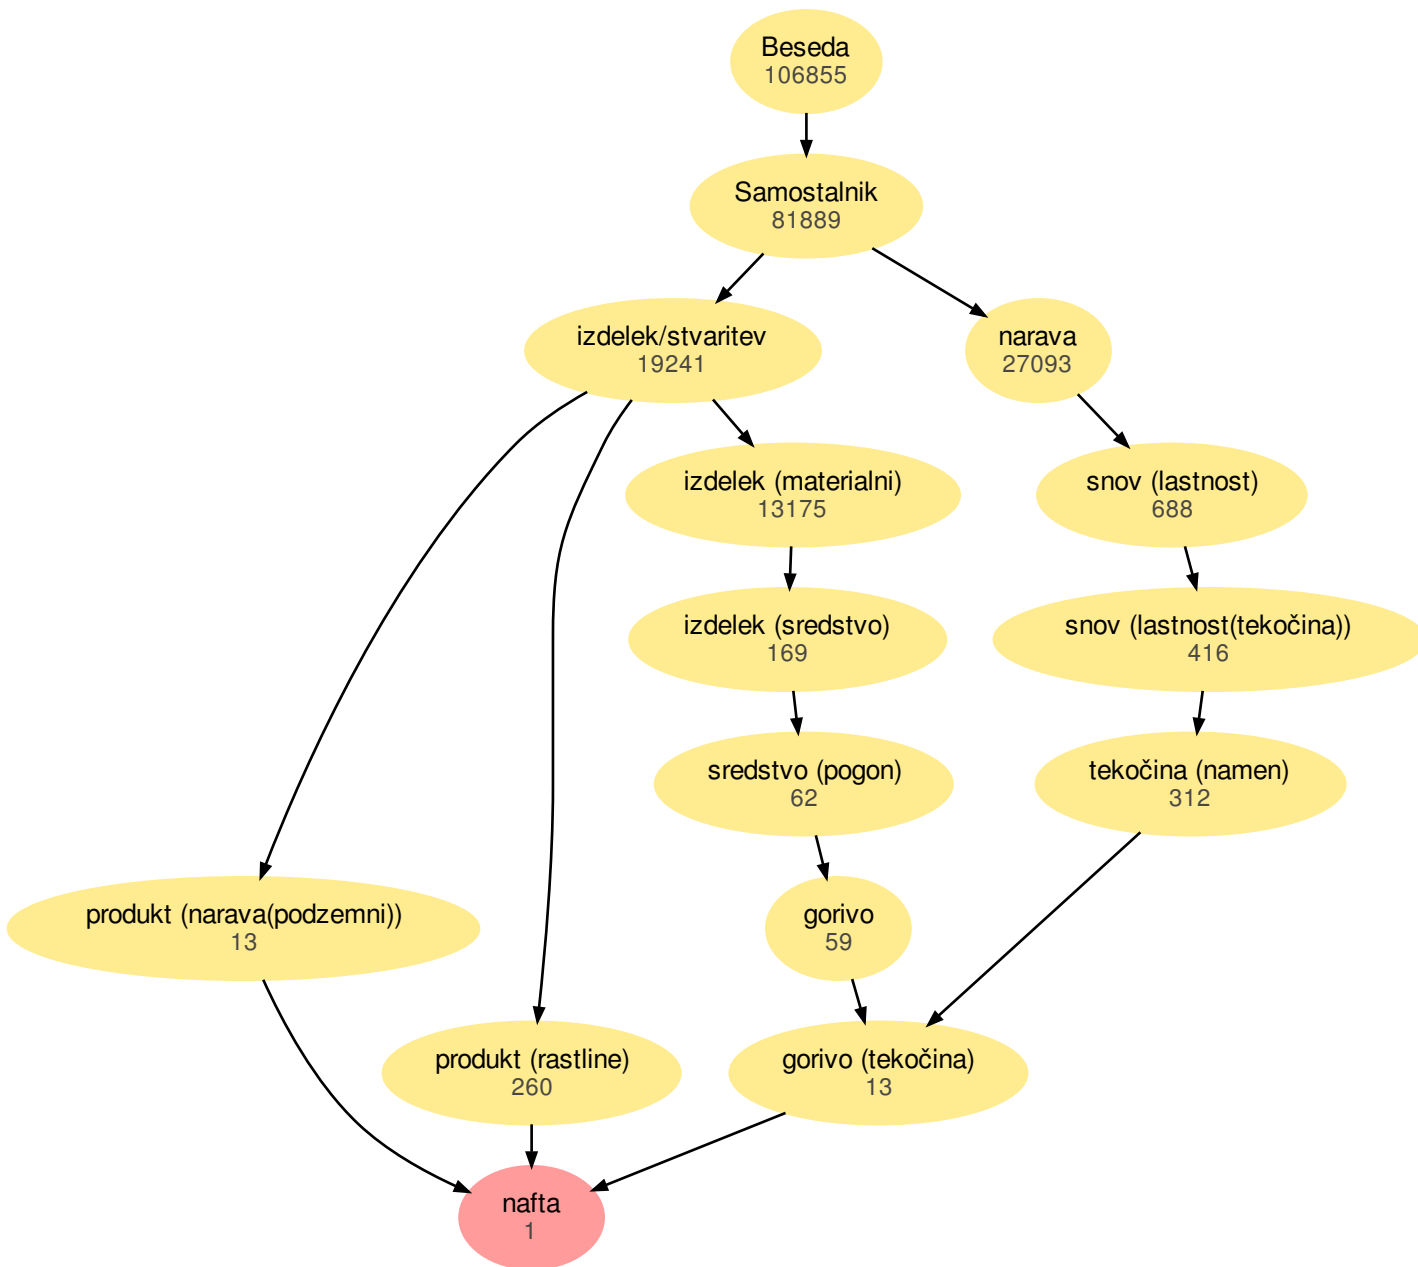 Beseda
106855
Samostalnik
81889
izdelek/stvaritev
19241
narava
27093
izdelek (materialni)
13175
snov (lastnost)
688
izdelek (sredstvo)
169
snov (lastnost(tekočina))
416
sredstvo (pogon)
62
tekočina (namen)
312
produkt (narava(podzemni))
13
gorivo
59
produkt (rastline)
260
gorivo (tekočina)
13
nafta
1